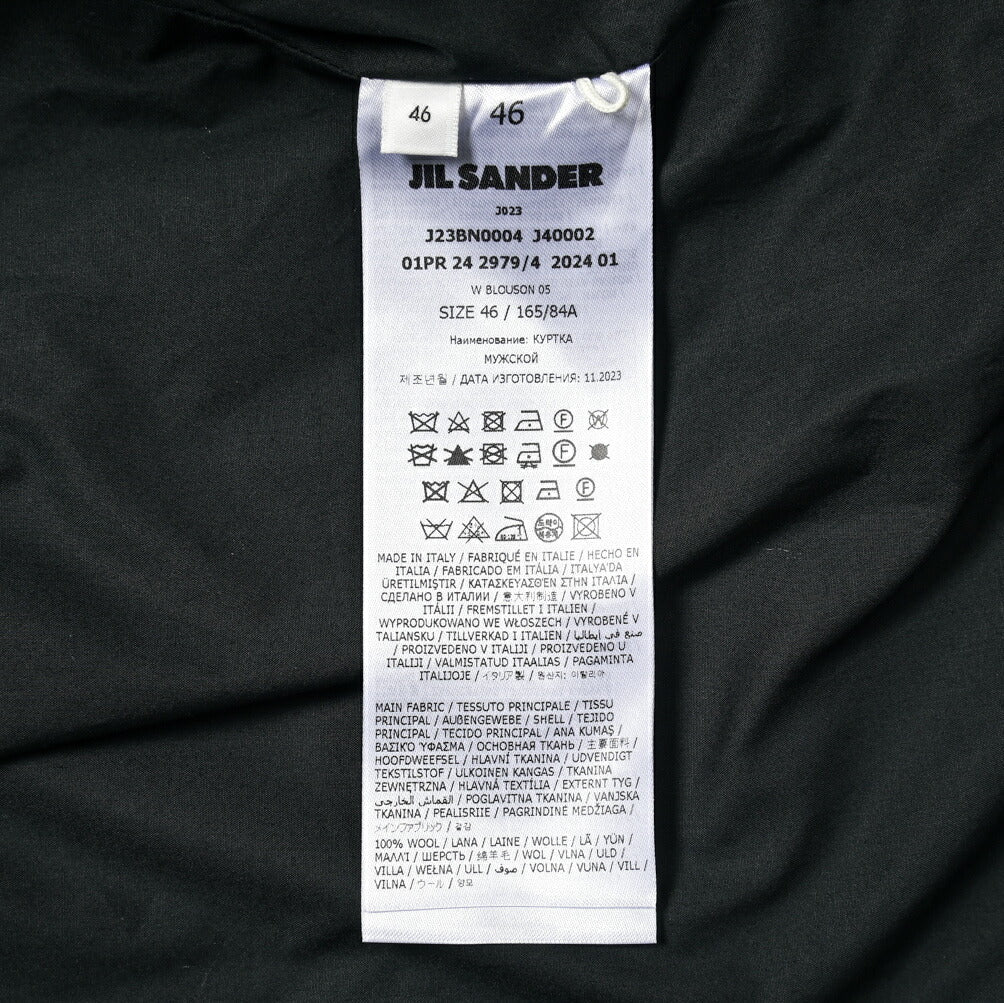 46
46
JIL SANDER
J023
J23BN0004 J40002
01PR 24 2979/4 2024 01
W BLOUSON 05
SIZE 46 / 165/84A
Наименование: КУРТКА
МУЖСКОЙ
제조년월 / ДАТА ИЗГОТОВЛЕНИЯ: 11.2023
F W
F
F
드라이
MADE IN ITALY / FABRIQUÉ EN ITALIE / HECHO EN
ITALIA / FABRICADO EM ITÁLIA / ITALYA'DA
ÜRETILMIŞTIR / ΚΑΤΑΣΚΕΥΑΣΘΕΝ ΣΤΗΝ ΙΤΑΛΙΑ /
СДЕЛАНО В ИТАЛИИ / 意大利制造 / VYROBENO V
ITÁLII / FREMSTILLET I ITALIEN /
WYPRODUKOWANO WE WŁOSZECH / VYROBENÉ V
TALIANSKU / TILLVERKAD I ITALIEN / صنع في إيطاليا
/ PROIZVEDENO V ITALIJI / PROIZVEDENO U
ITALIJI / VALMISTATUD ITAALIAS / PAGAMINTA
ITALIJOJE / イタリア製 / 원산지: 이탈리아
MAIN FABRIC / TESSUTO PRINCIPALE / TISSU
PRINCIPAL / AUßENGEWEBE / SHELL / TEJIDO
PRINCIPAL / TECIDO PRINCIPAL / ANA KUMAŞ /
ΒΑΣΙΚΌ ΎΦΑΣΜΑ / ОСНОВНАЯ ТКАНЬ / 主要面料 /
HOOFDWEEFSEL / HLAVNÍ TKANINA / UDVENDIGT
TEKSTILSTOF / ULKOINEN KANGAS / TKANINA
ZEWNĘTRZNA / HLAVNÁ TEXTÍLIA / EXTERNT TYG /
القماش الخارجي / POGLAVITNA TKANINA / VANJSKA
TKANINA / PEALISRIIE / PAGRINDINĖ MEDŽIAGA /
メインファブリック / 겉감
100% WOOL / LANA / LAINE / WOLLE / LÃ / YÜN /
ΜΑΛΛΊ / ШЕРСТЬ / 绵羊毛 / WOL / VLNA / ULD /
VILLA / WEŁNA / ULL / صوف / VOLNA / VUNA / VILL /
VILNA / ウール / 양모